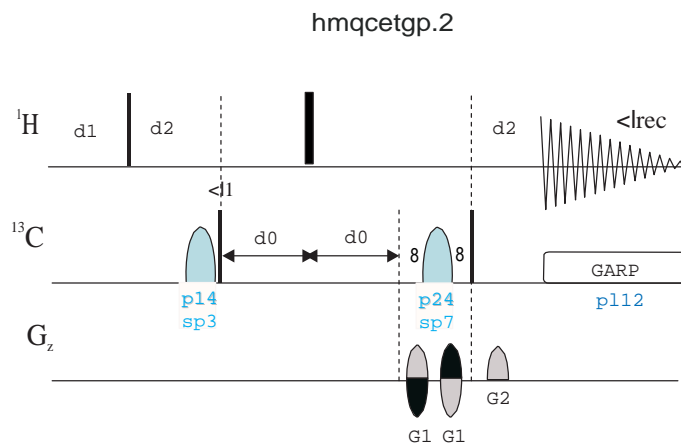 hmqcetgp.2
¹H
d1
d2
d2
<lrec
<l1
¹³C
d0
d0
8
8
GARP
p14
p24
pl12
sp3
sp7
Gz
G2
G1
G1